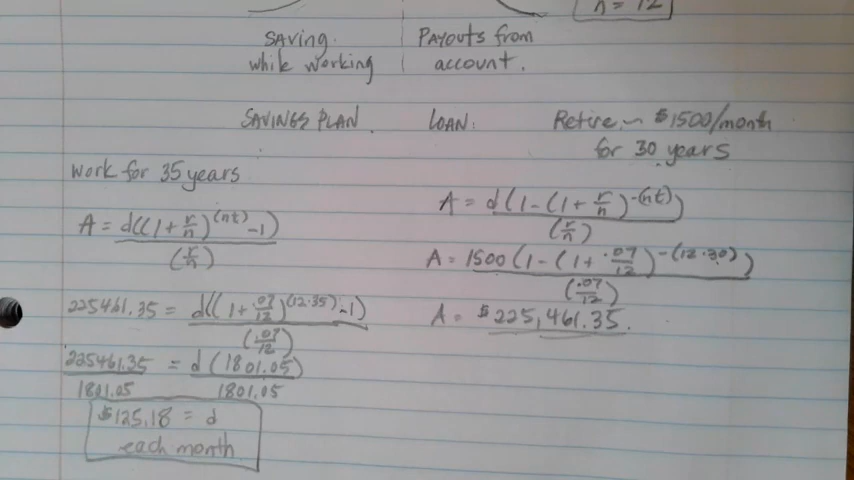 n = 12
SAVING
while working
PAYOUTS from
account.
SAVINGS PLAN
LOAN:
Retire ~ $1500/month
for 30 years
work for 35 years
A = d((1 + r/n)^(nt) - 1)
(r/n)
225461.35 = d((1 + .07/12)^(12·35) - 1)
(.07/12)
225461.35 = d(1801.05)
1801.05 1801.05
$125.18 = d
each month
A = d(1 - (1 + r/n)^-(nt))
(r/n)
A = 1500(1 - (1 + .07/12)^-(12·30))
(.07/12)
A = $225,461.35.